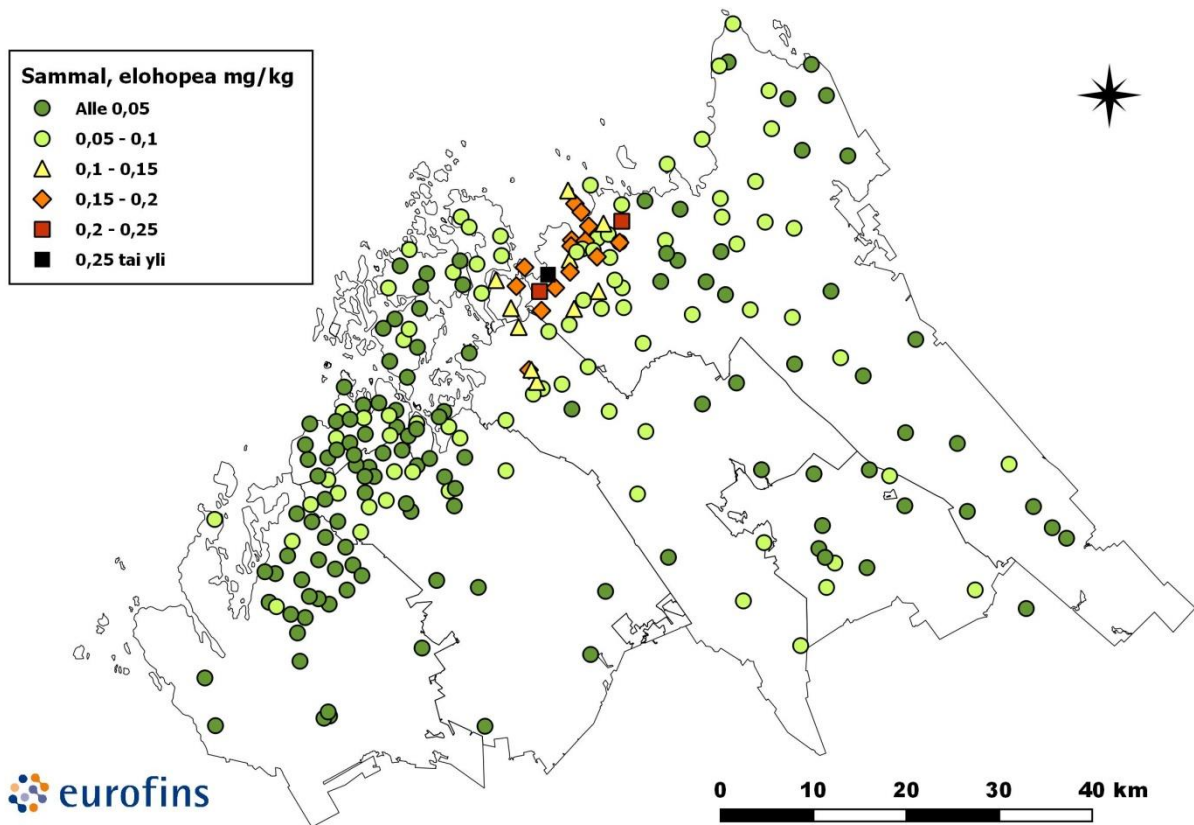 Sammal, elohopea mg/kg
Alle 0,05
0,05 - 0,1
0,1 - 0,15
0,15 - 0,2
0,2 - 0,25
0,25 tai yli
eurofins
0 10 20 30 40 km